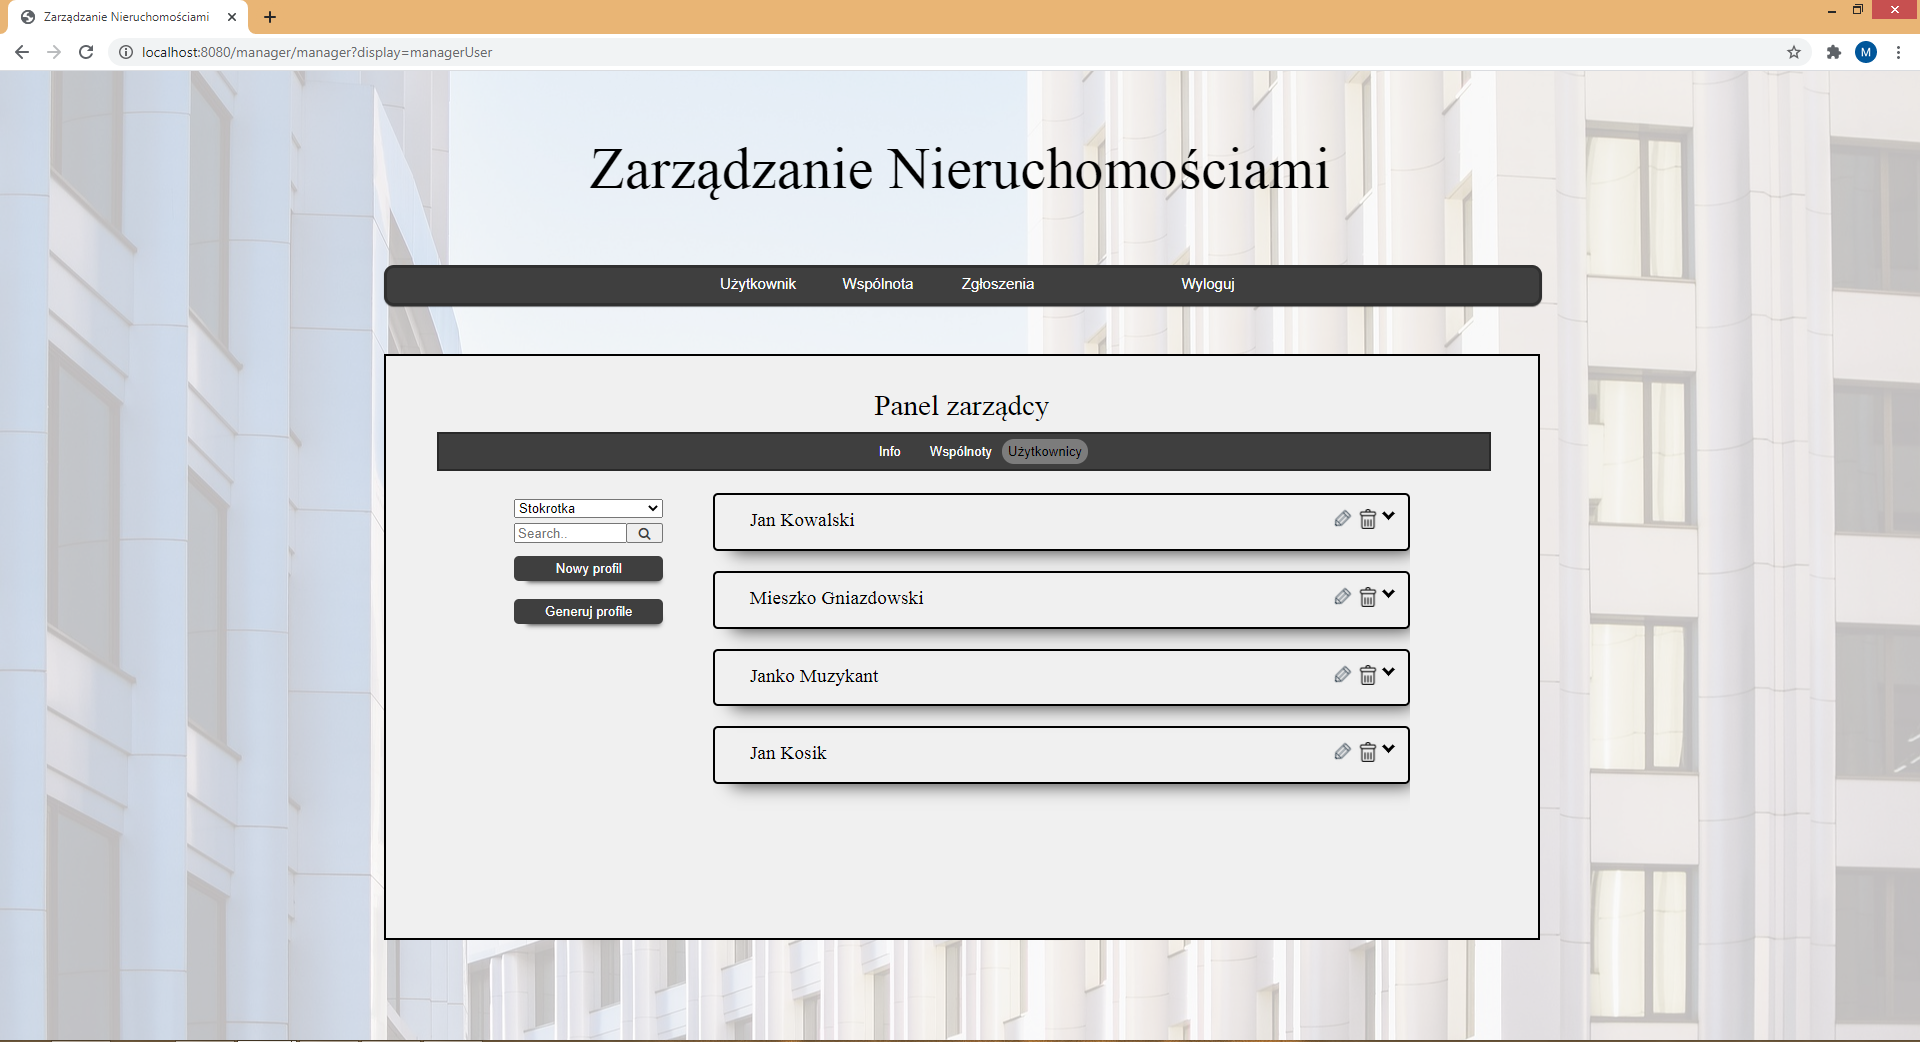 Zarządzanie Nieruchomościami
localhost:8080/manager/manager?display=managerUser
M
Zarządzanie Nieruchomościami
Użytkownik Wspólnota Zgłoszenia Wyloguj
Panel zarządcy
Info Wspólnoty Użytkownicy
Stokrotka
Search..
Nowy profil
Generuj profile
Jan Kowalski
Mieszko Gniazdowski
Janko Muzykant
Jan Kosik